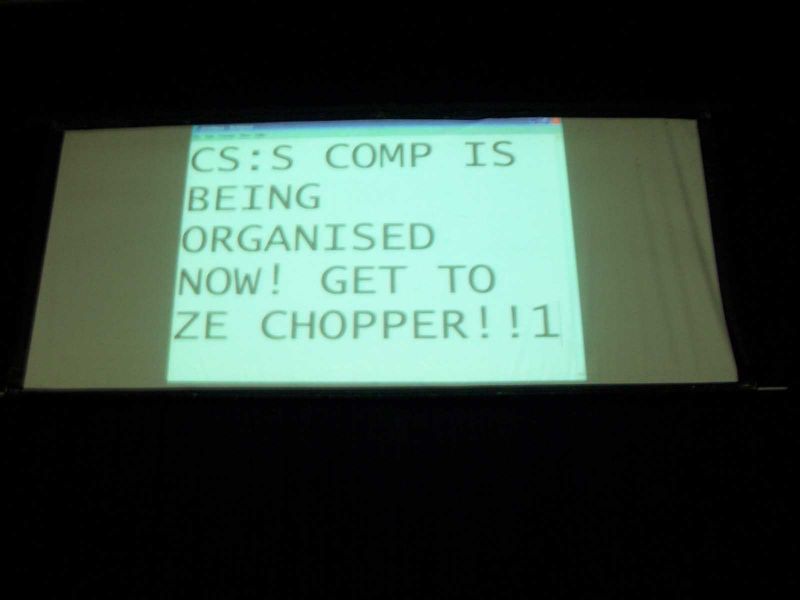 CS:S COMP IS
BEING
ORGANISED
NOW! GET TO
ZE CHOPPER!!1